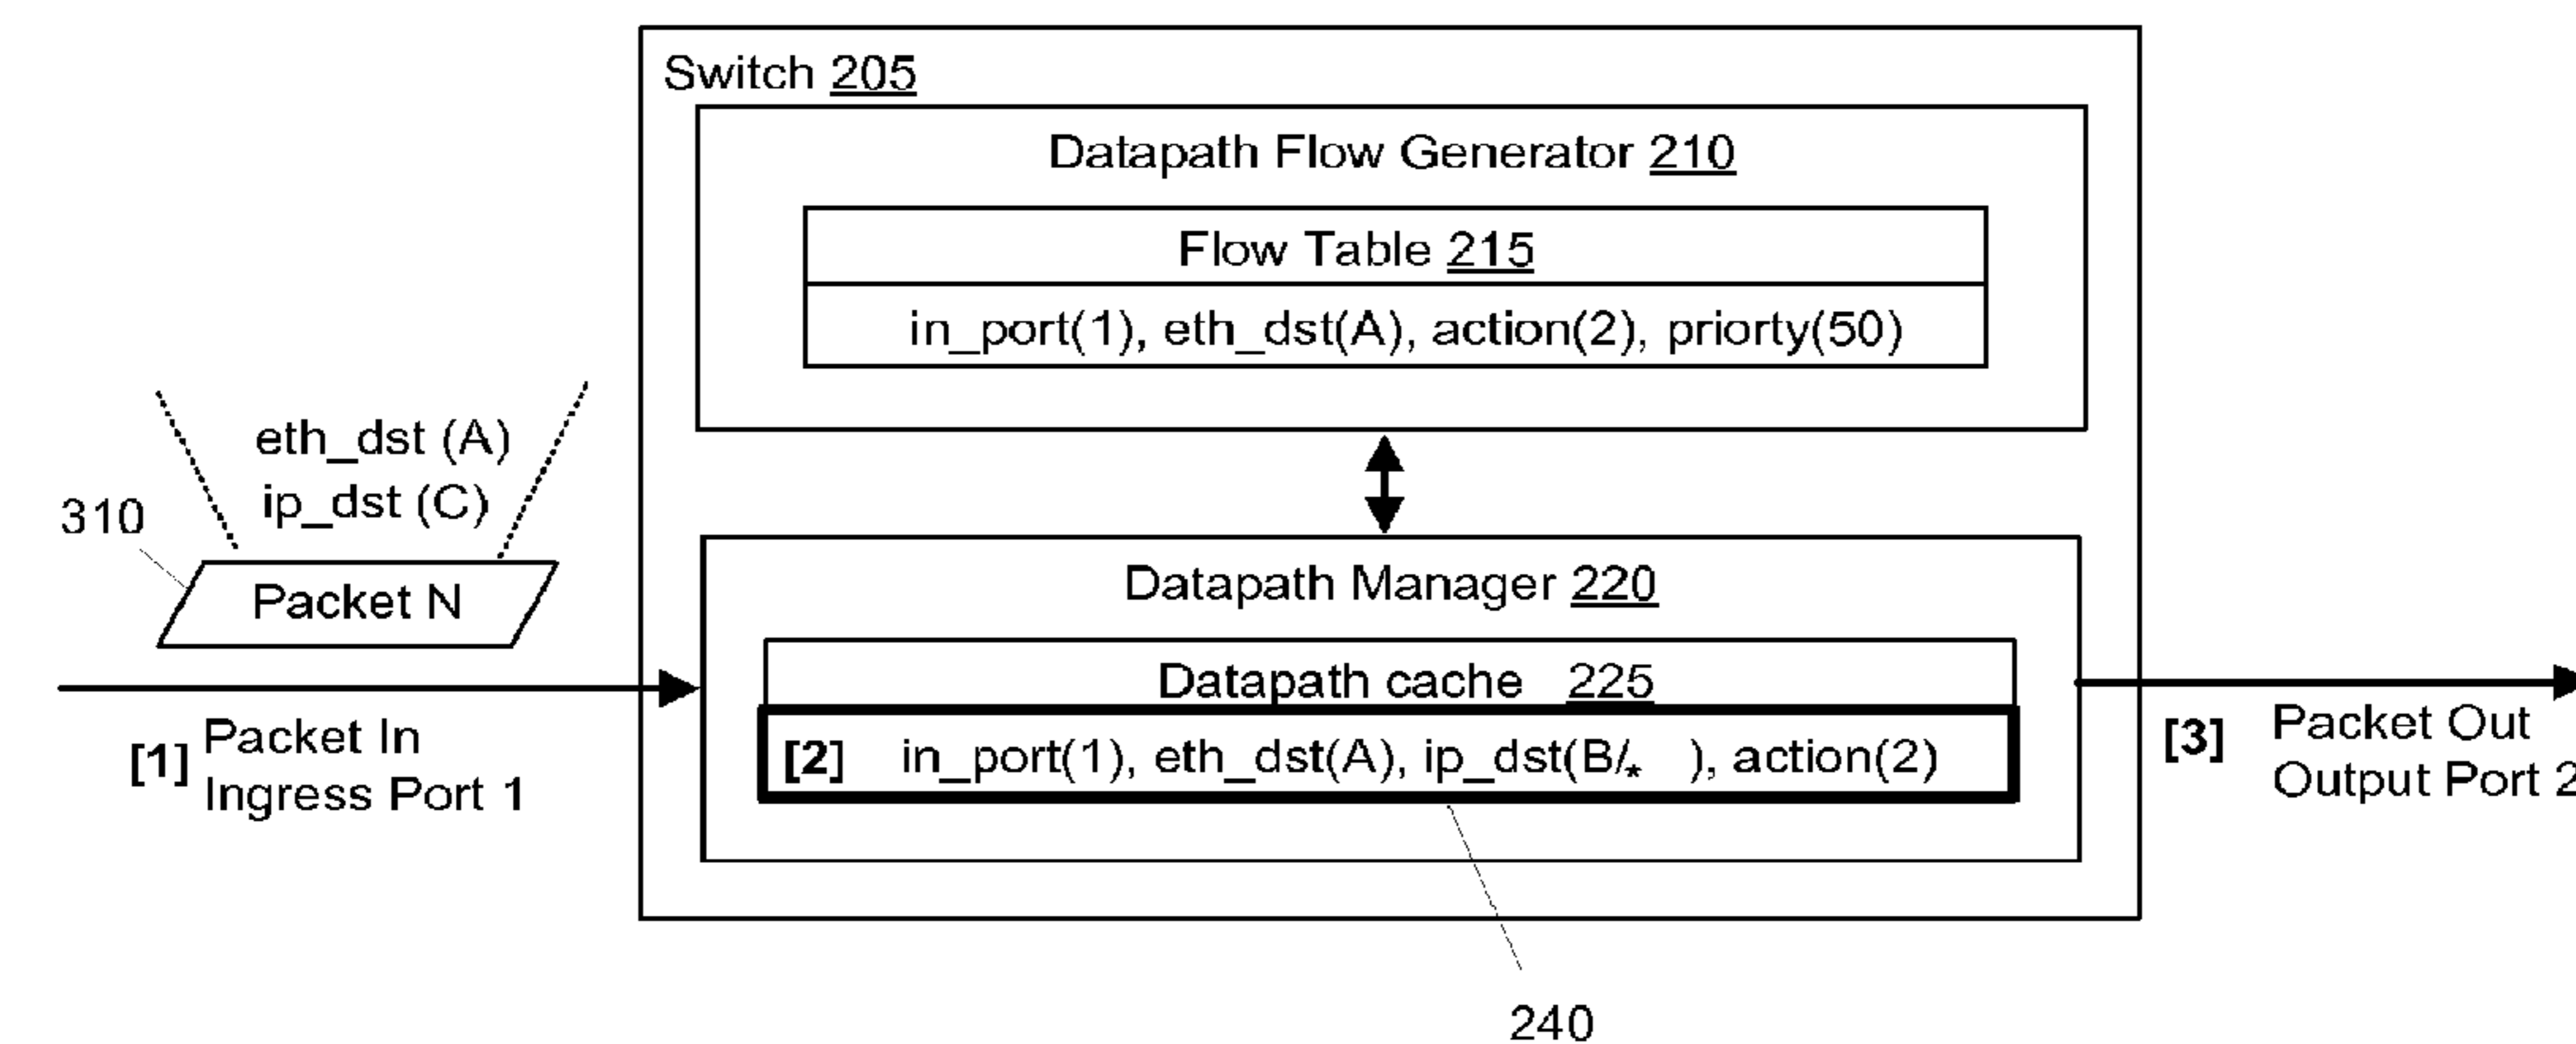 Switch 205
Datapath Flow Generator 210
Flow Table 215
in_port(1), eth_dst(A), action(2), priorty(50)
eth_dst (A)
ip_dst (C)
310
Packet N
Datapath Manager 220
Datapath cache 225
[2] in_port(1), eth_dst(A), ip_dst(B/* ), action(2)
[1] Packet In
Ingress Port 1
[3] Packet Out
Output Port 2
240